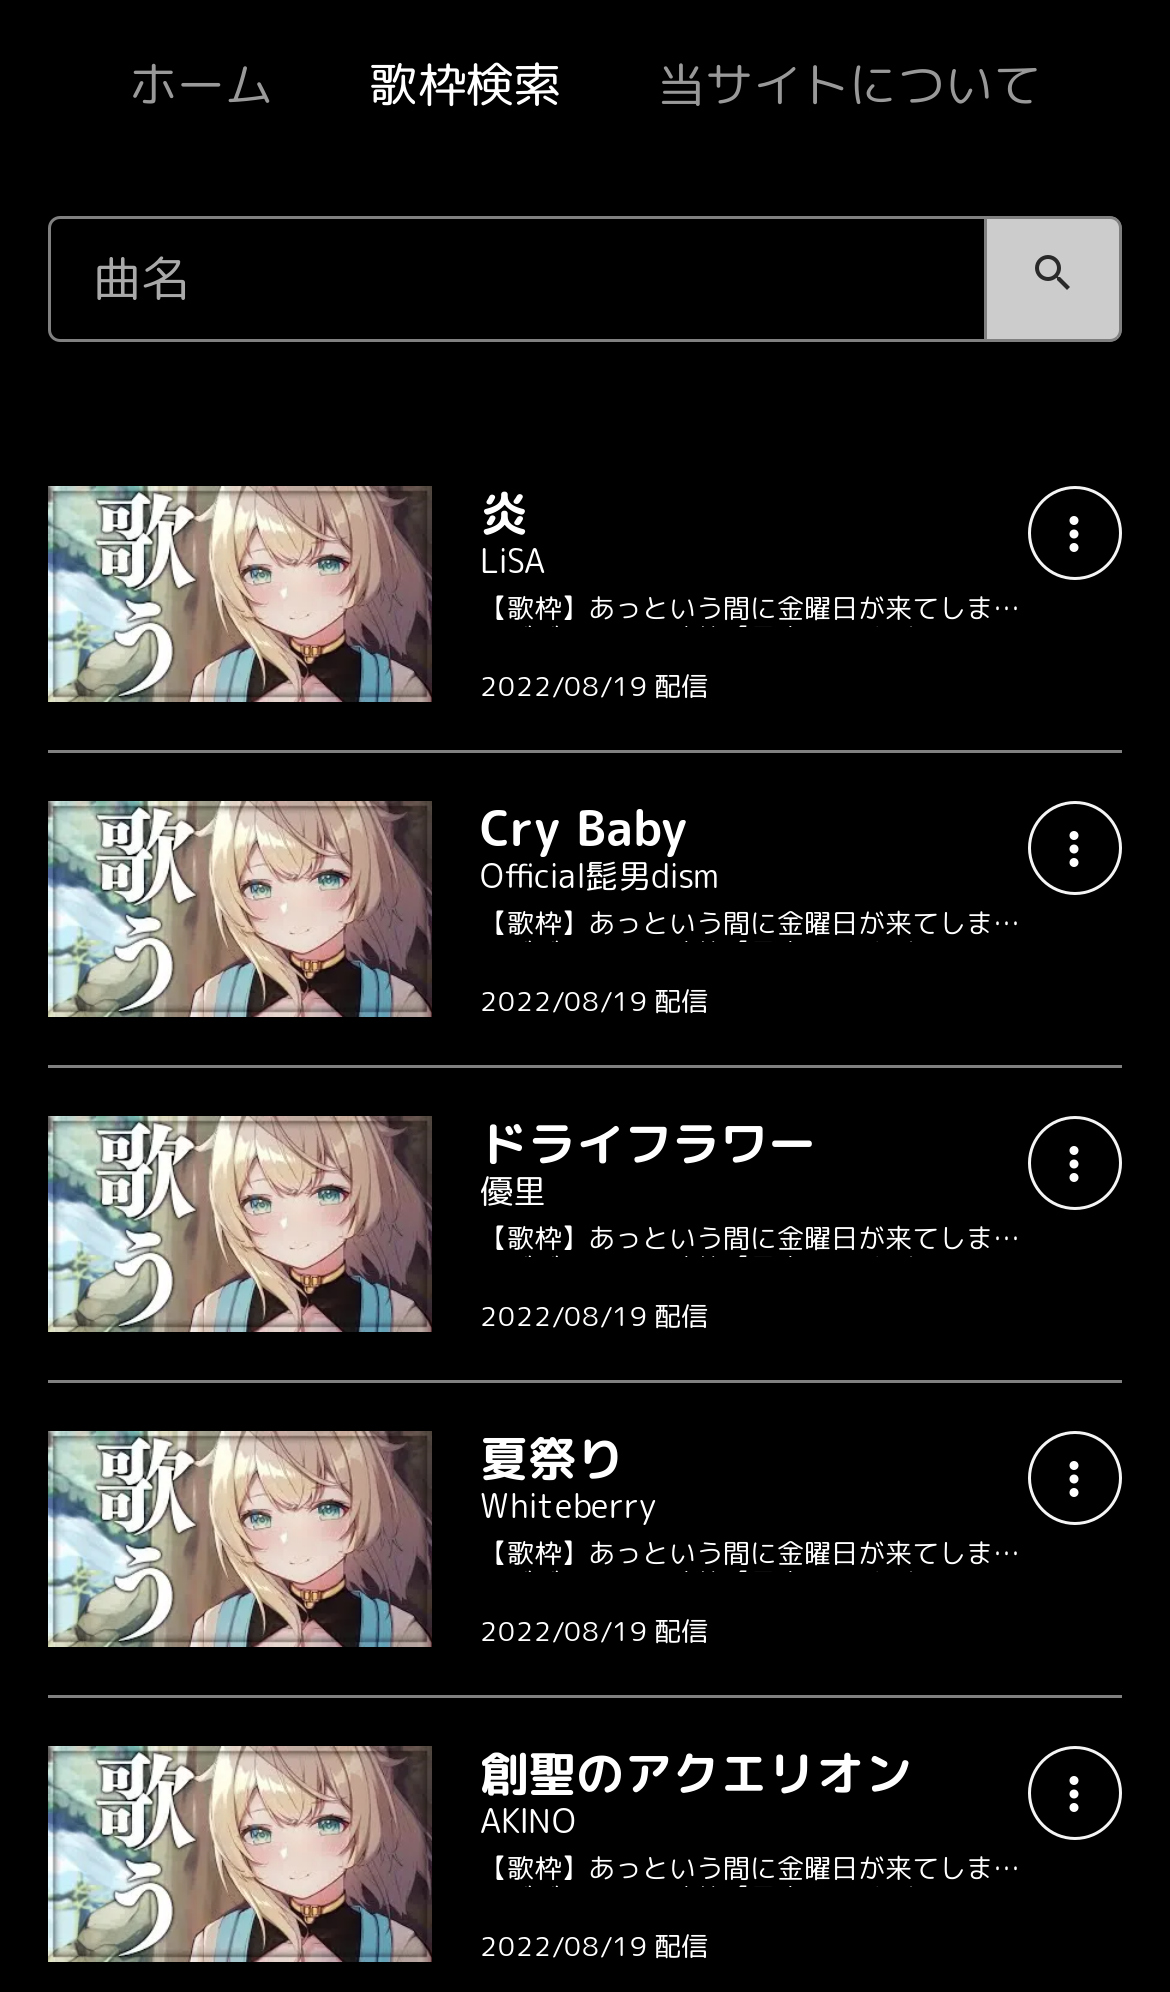 ホーム 歌枠検索 当サイトについて
曲名
歌う
炎
LiSA
【歌枠】あっという間に金曜日が来てしま…
2022/08/19 配信
歌う
Cry Baby
Official髭男dism
【歌枠】あっという間に金曜日が来てしま…
2022/08/19 配信
歌う
ドライフラワー
優里
【歌枠】あっという間に金曜日が来てしま…
2022/08/19 配信
歌う
夏祭り
Whiteberry
【歌枠】あっという間に金曜日が来てしま…
2022/08/19 配信
歌う
創聖のアクエリオン
AKINO
【歌枠】あっという間に金曜日が来てしま…
2022/08/19 配信